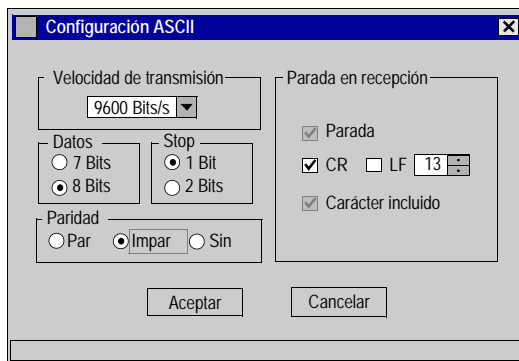 Configuración ASCII
Velocidad de transmisión
9600 Bits/s
Datos
7 Bits
8 Bits
Stop
1 Bit
2 Bits
Paridad
Par Impar Sin
Parada en recepción
Parada
CR LF 13
Carácter incluido
Aceptar Cancelar